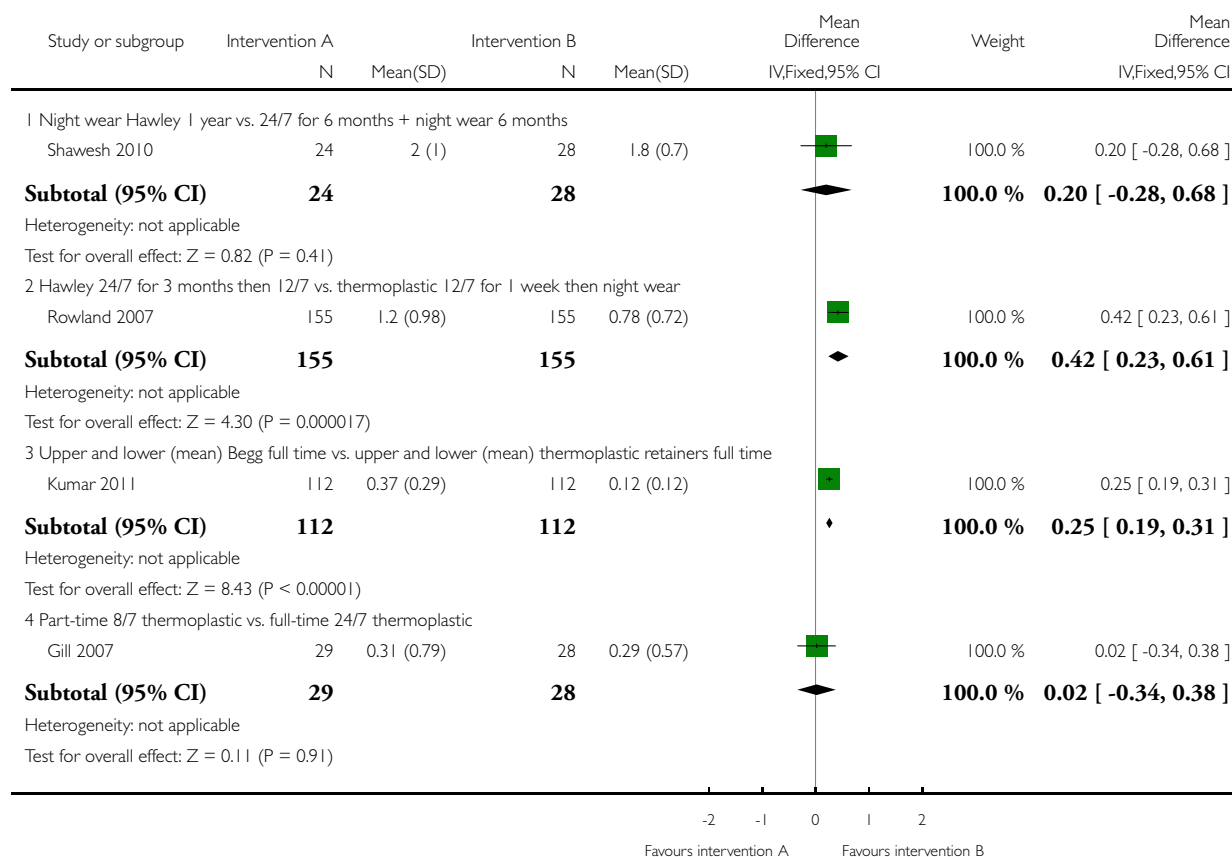 Study or subgroup Intervention A Intervention B Mean Difference Weight Mean Difference
N Mean(SD) N Mean(SD) IV,Fixed,95% CI IV,Fixed,95% CI
1 Night wear Hawley 1 year vs. 24/7 for 6 months + night wear 6 months
Shawesh 2010 24 2 (1) 28 1.8 (0.7) 100.0 % 0.20 [ -0.28, 0.68 ]
Subtotal (95% CI) 24 28 100.0 % 0.20 [ -0.28, 0.68 ]
Heterogeneity: not applicable
Test for overall effect: Z = 0.82 (P = 0.41)
2 Hawley 24/7 for 3 months then 12/7 vs. thermoplastic 12/7 for 1 week then night wear
Rowland 2007 155 1.2 (0.98) 155 0.78 (0.72) 100.0 % 0.42 [ 0.23, 0.61 ]
Subtotal (95% CI) 155 155 100.0 % 0.42 [ 0.23, 0.61 ]
Heterogeneity: not applicable
Test for overall effect: Z = 4.30 (P = 0.000017)
3 Upper and lower (mean) Begg full time vs. upper and lower (mean) thermoplastic retainers full time
Kumar 2011 112 0.37 (0.29) 112 0.12 (0.12) 100.0 % 0.25 [ 0.19, 0.31 ]
Subtotal (95% CI) 112 112 100.0 % 0.25 [ 0.19, 0.31 ]
Heterogeneity: not applicable
Test for overall effect: Z = 8.43 (P < 0.00001)
4 Part-time 8/7 thermoplastic vs. full-time 24/7 thermoplastic
Gill 2007 29 0.31 (0.79) 28 0.29 (0.57) 100.0 % 0.02 [ -0.34, 0.38 ]
Subtotal (95% CI) 29 28 100.0 % 0.02 [ -0.34, 0.38 ]
Heterogeneity: not applicable
Test for overall effect: Z = 0.11 (P = 0.91)
-2 -1 0 1 2
Favours intervention A Favours intervention B